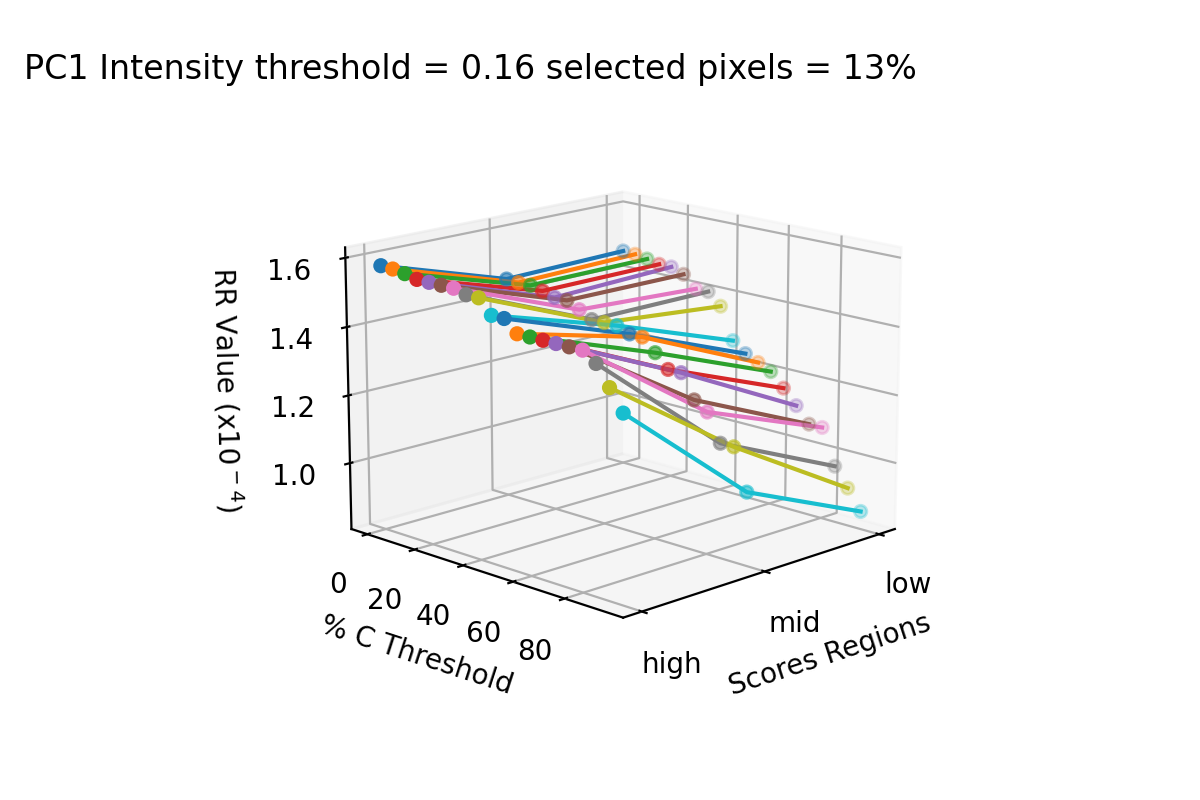 PC1 Intensity threshold = 0.16 selected pixels = 13%
1.6
1.4
1.2
1.0
RR Value (x10⁻⁴)
0
20
40
60
80
% C Threshold
high
mid
low
Scores Regions